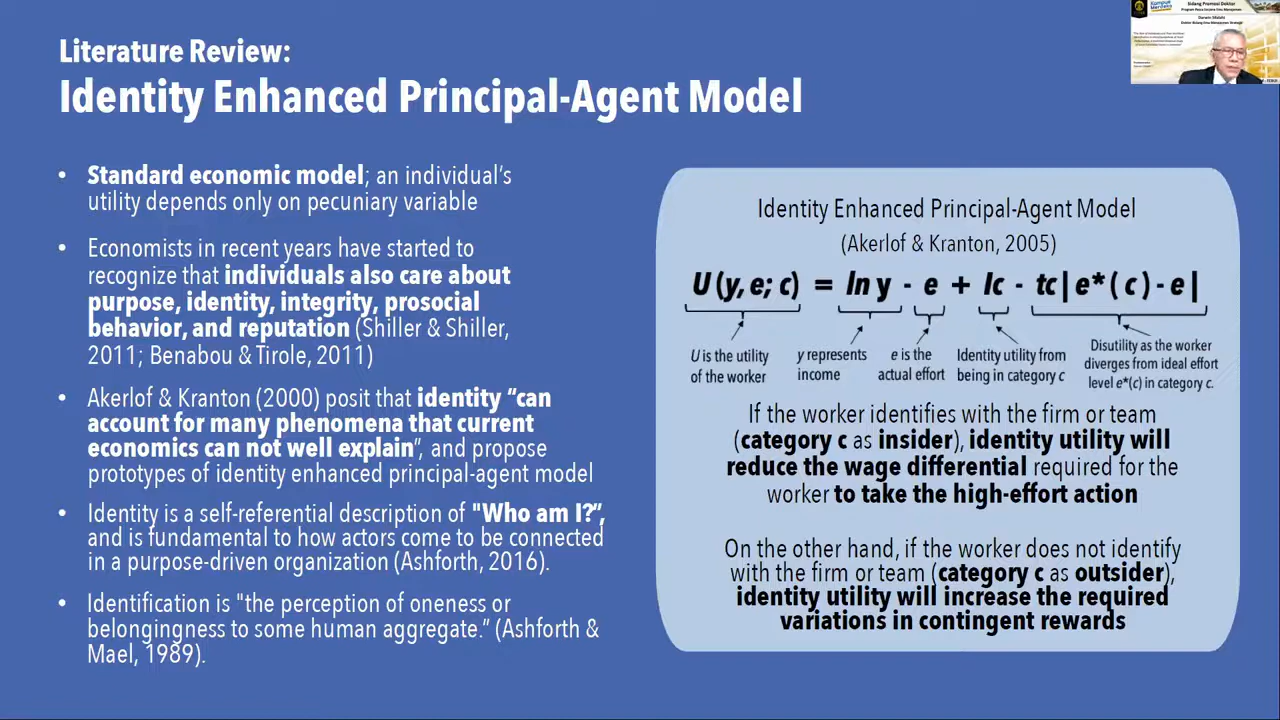 Literature Review:
Identity Enhanced Principal-Agent Model
• Standard economic model; an individual's
utility depends only on pecuniary variable
• Economists in recent years have started to
recognize that individuals also care about
purpose, identity, integrity, prosocial
behavior, and reputation (Shiller & Shiller,
2011; Benabou & Tirole, 2011)
• Akerlof & Kranton (2000) posit that identity “can
account for many phenomena that current
economics can not well explain”, and propose
prototypes of identity enhanced principal-agent model
• Identity is a self-referential description of "Who am I?”,
and is fundamental to how actors come to be connected
in a purpose-driven organization (Ashforth, 2016).
• Identification is "the perception of oneness or
belongingness to some human aggregate.” (Ashforth &
Mael, 1989).
Identity Enhanced Principal-Agent Model
(Akerlof & Kranton, 2005)
U (y, e; c) = ln y - e + Ic - tc| e* ( c ) - e |
U is the utility
of the worker
y represents
income
e is the
actual effort
Identity utility from
being in category c
Disutility as the worker
diverges from ideal effort
level e*(c) in category c.
If the worker identifies with the firm or team
(category c as insider), identity utility will
reduce the wage differential required for the
worker to take the high-effort action
On the other hand, if the worker does not identify
with the firm or team (category c as outsider),
identity utility will increase the required
variations in contingent rewards
Kampus
Merdeka
Sidang Promosi Doktor